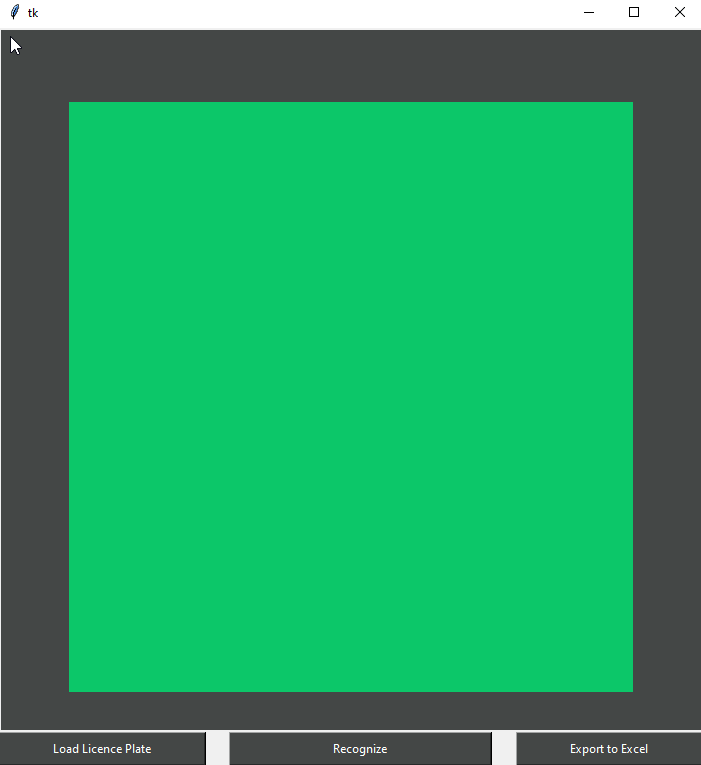 tk
Load Licence Plate
Recognize
Export to Excel